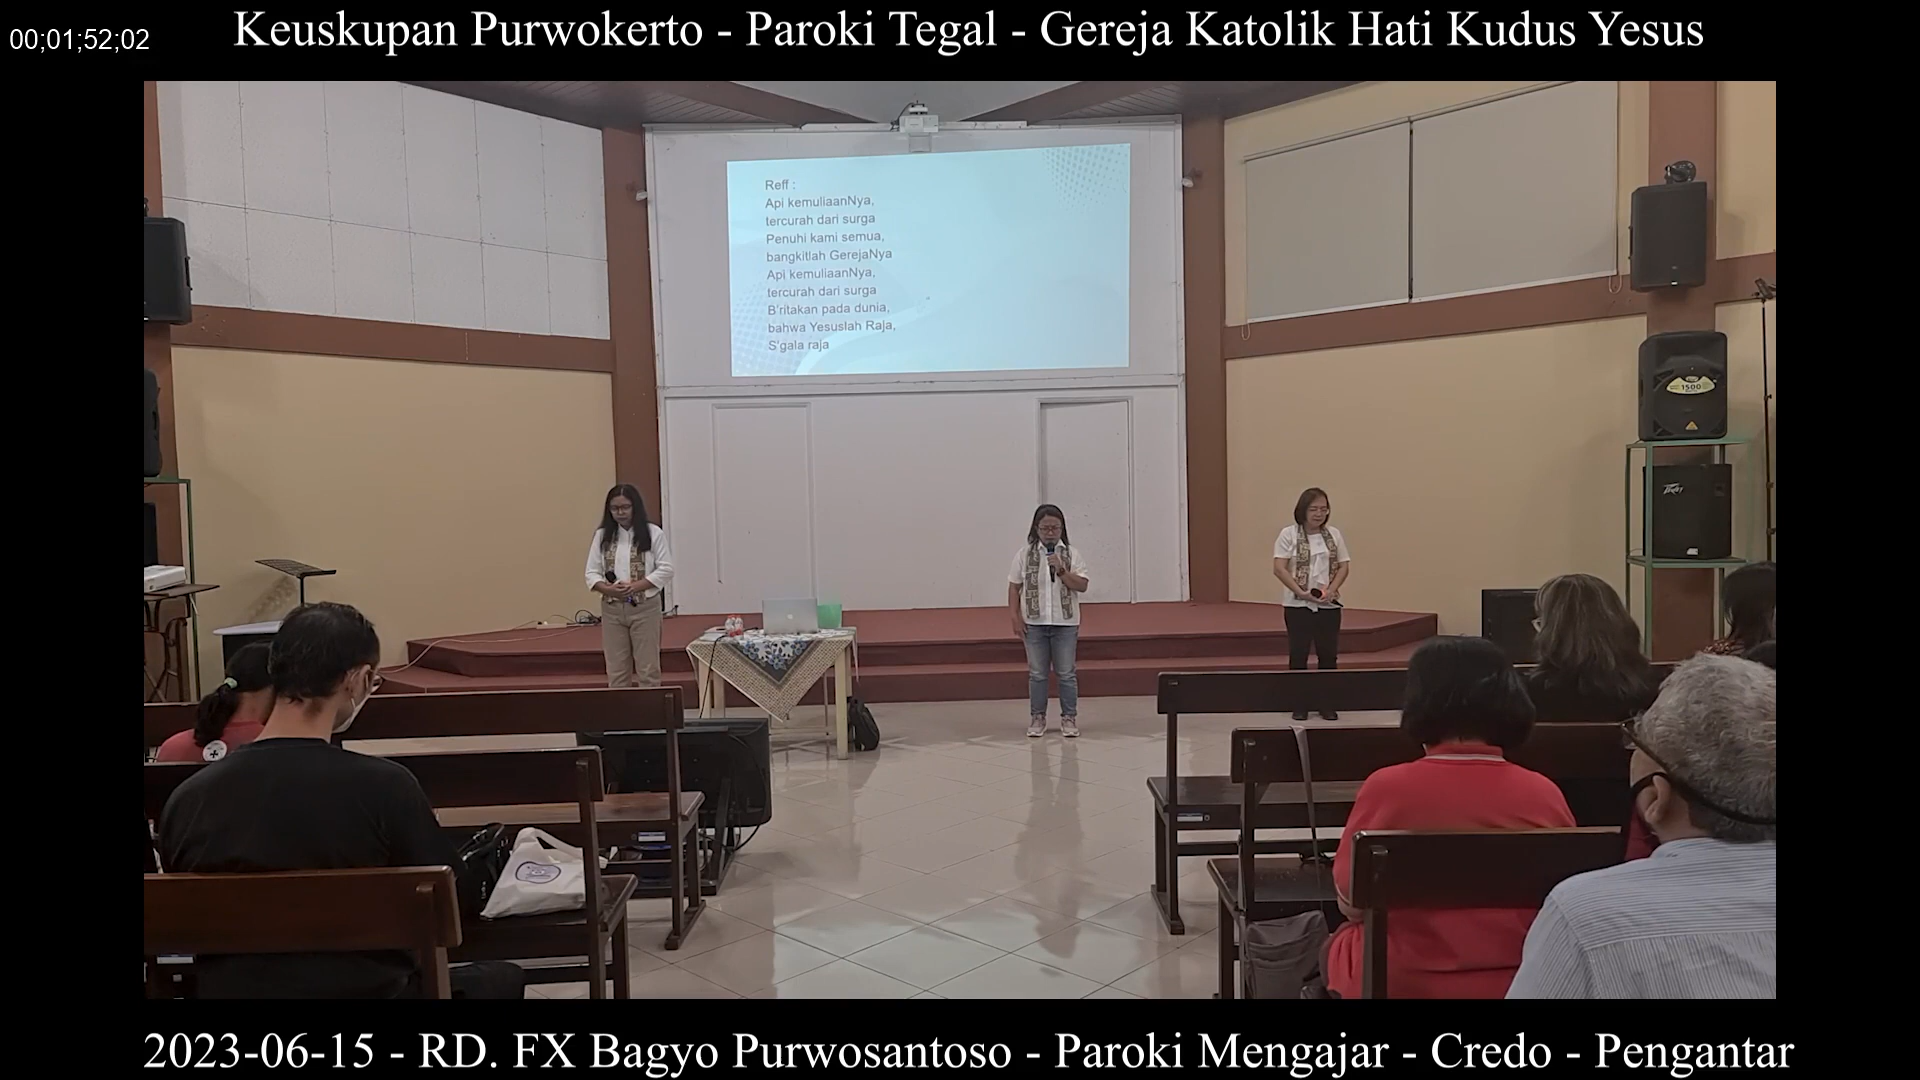 00;01;52;02
Keuskupan Purwokerto - Paroki Tegal - Gereja Katolik Hati Kudus Yesus
Reff :
Api kemuliaanNya,
tercurah dari surga
Penuhi kami semua,
bangkitlah GerejaNya
Api kemuliaanNya,
tercurah dari surga
B'ritakan pada dunia,
bahwa Yesuslah Raja,
S'gala raja
1500
Peavey
2023-06-15 - RD. FX Bagyo Purwosantoso - Paroki Mengajar - Credo - Pengantar